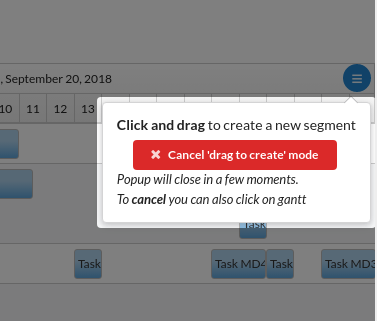 , September 20, 2018
10 11 12 13
Click and drag to create a new segment
✖ Cancel 'drag to create' mode
Popup will close in a few moments.
To cancel you can also click on gantt
Task
Task Task MD4 Task Task MD3